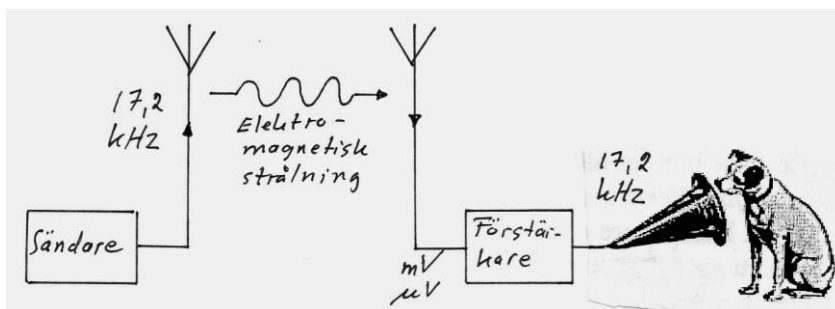 17,2
kHz
Elektro-
magnetisk
strålning
Sändare
mV
µV
Förstär-
kare
17,2
kHz